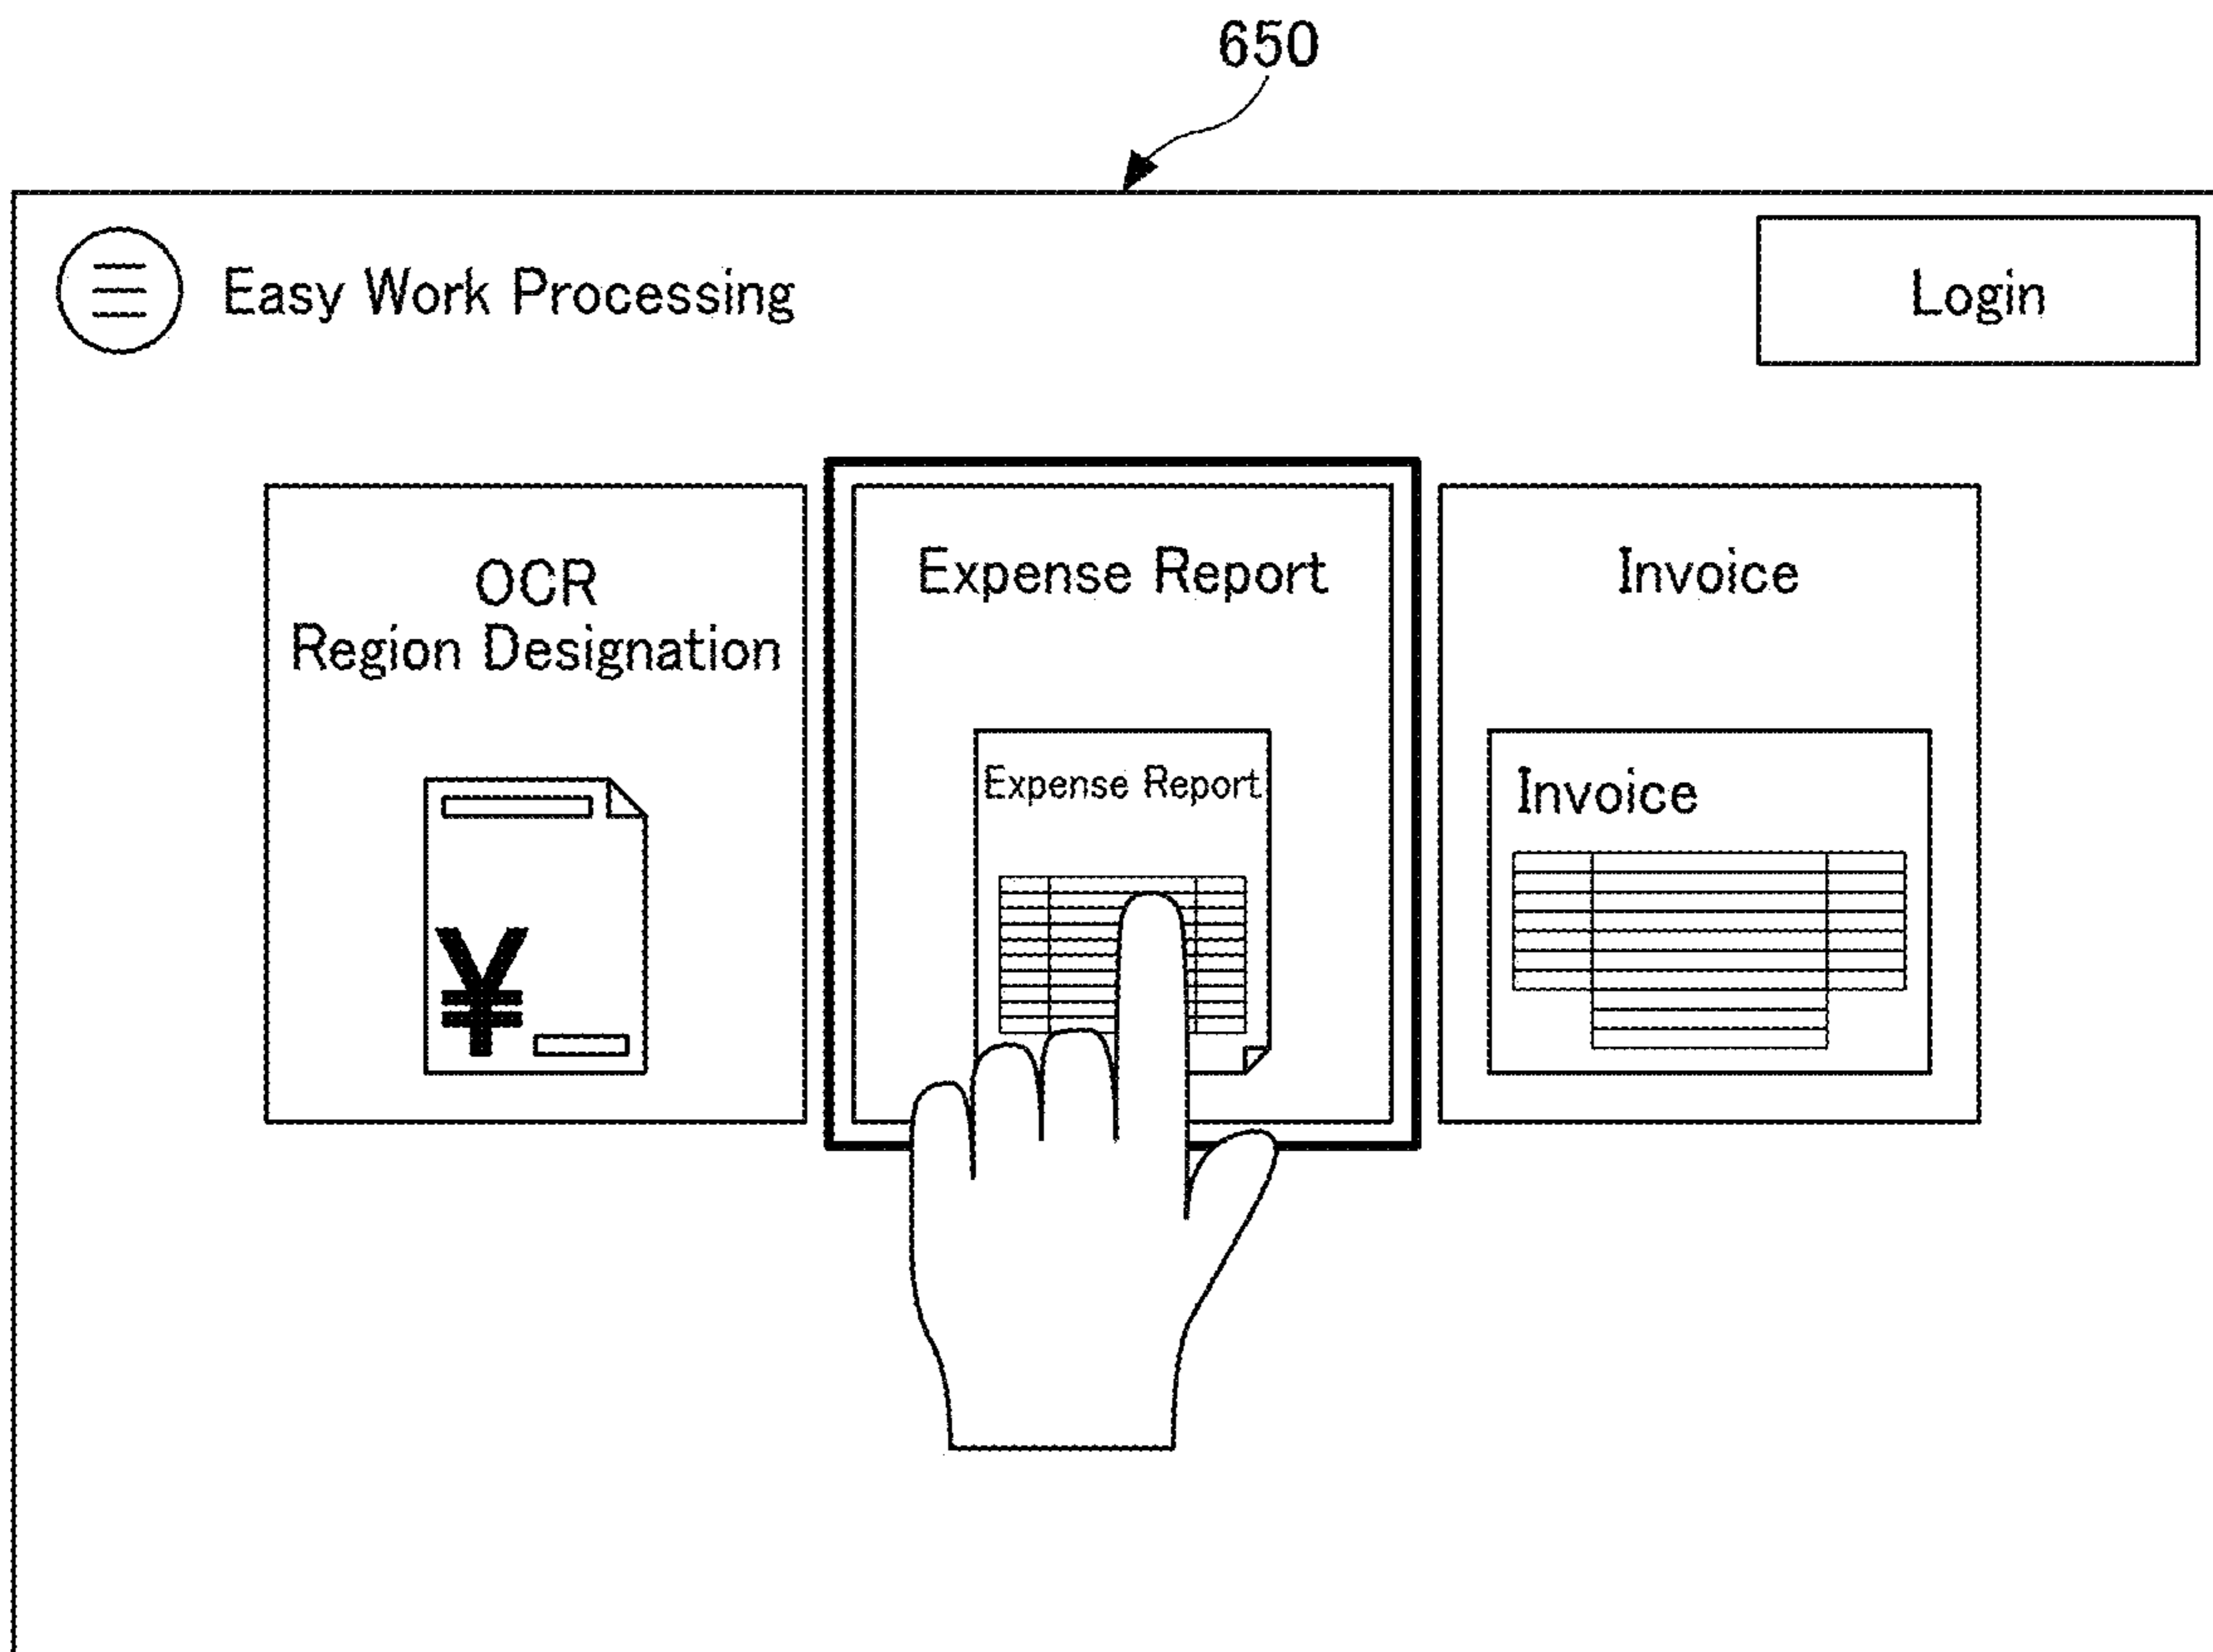 650
Easy Work Processing
Login
OCR
Region Designation
¥
Expense Report
Expense Report
Invoice
Invoice